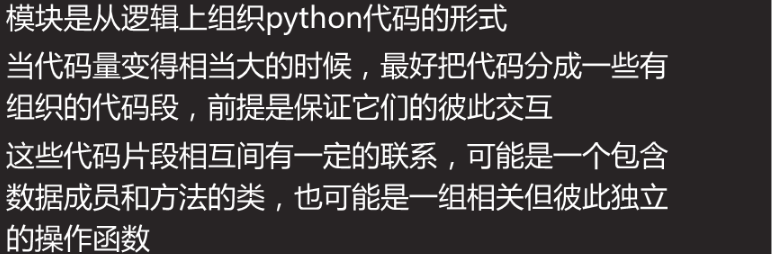 模块是从逻辑上组织python代码的形式
当代码量变得相当大的时候，最好把代码分成一些有
组织的代码段，前提是保证它们的彼此交互
这些代码片段相互间有一定的联系，可能是一个包含
数据成员和方法的类，也可能是一组相关但彼此独立
的操作函数